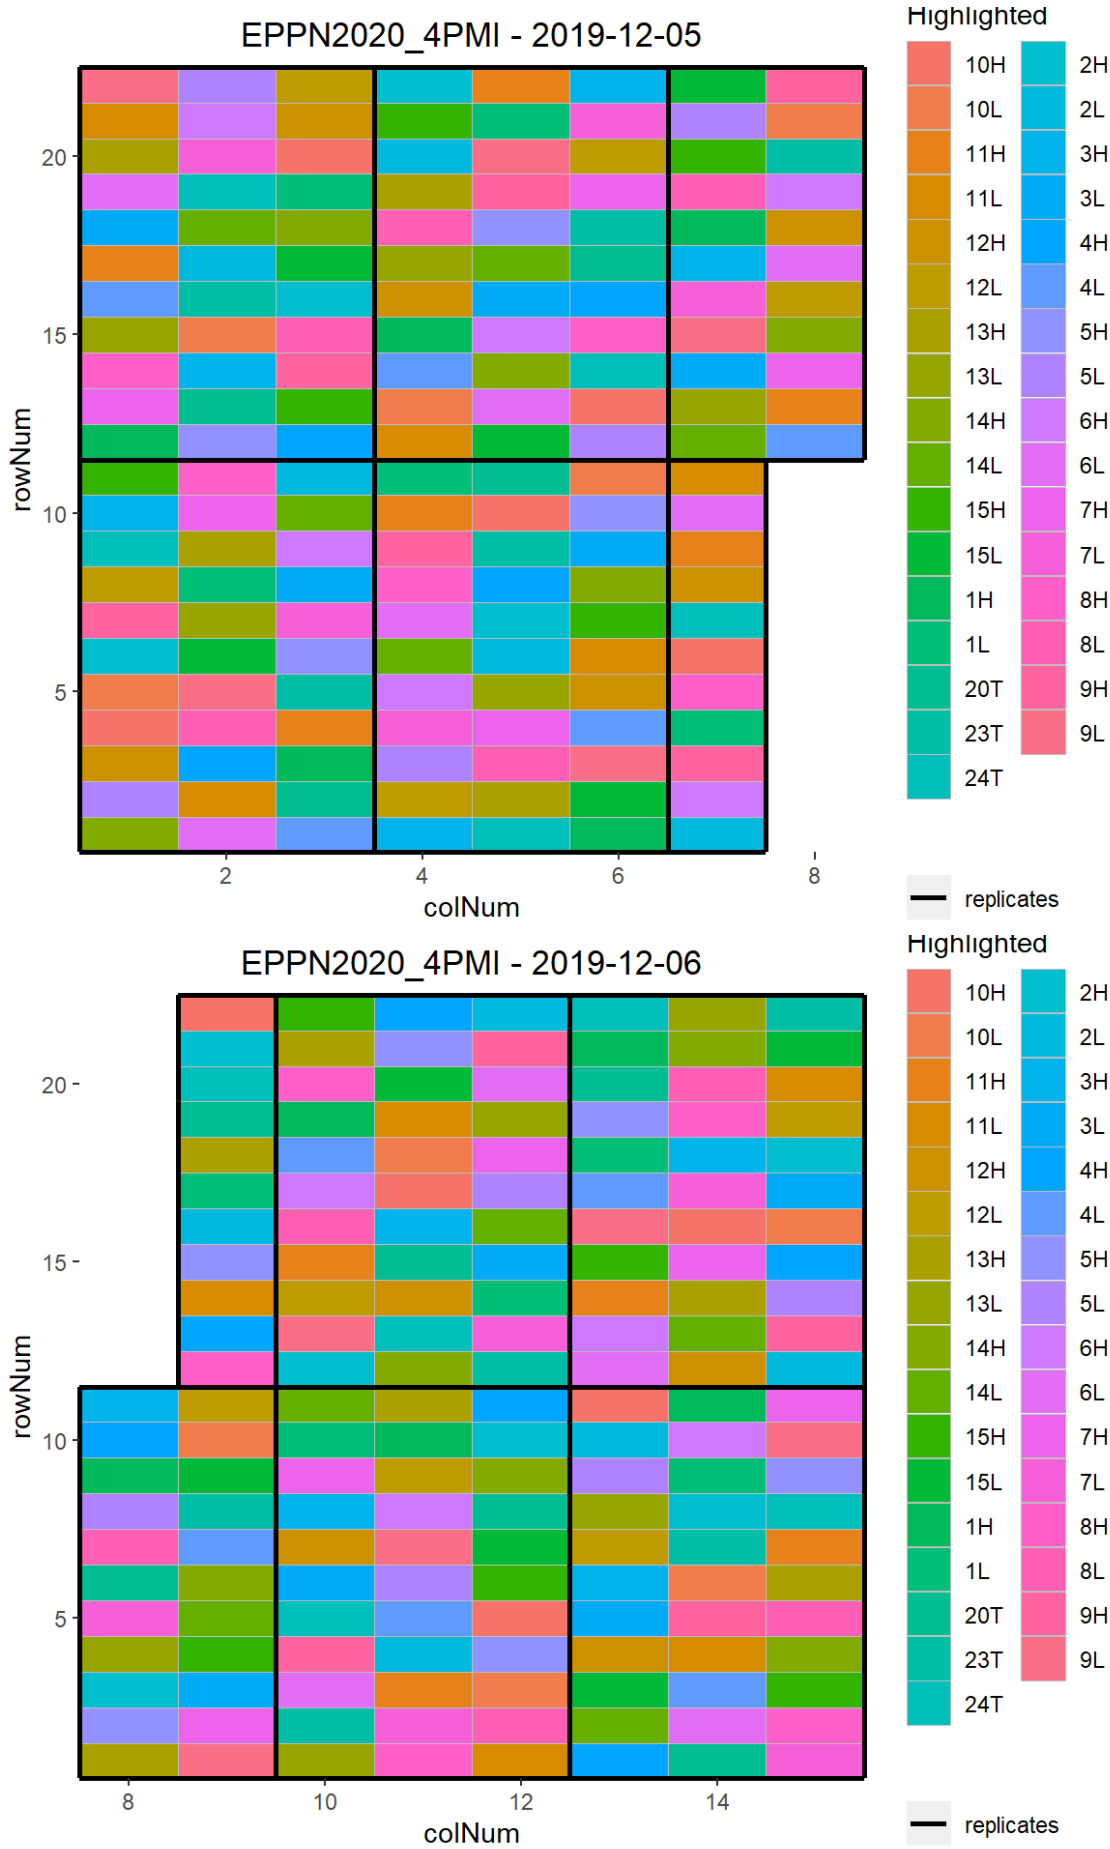 EPPN2020_4PMI - 2019-12-05
Highlighted
10H 2H
10L 2L
11H 3H
11L 3L
12H 4H
12L 4L
13H 5H
13L 5L
14H 6H
14L 6L
15H 7H
15L 7L
1H 8H
1L 8L
20T 9H
23T 9L
24T
replicates
20
15
10
5
rowNum
2 4 6 8
colNum
EPPN2020_4PMI - 2019-12-06
Highlighted
10H 2H
10L 2L
11H 3H
11L 3L
12H 4H
12L 4L
13H 5H
13L 5L
14H 6H
14L 6L
15H 7H
15L 7L
1H 8H
1L 8L
20T 9H
23T 9L
24T
replicates
20
15
10
5
rowNum
8 10 12 14
colNum